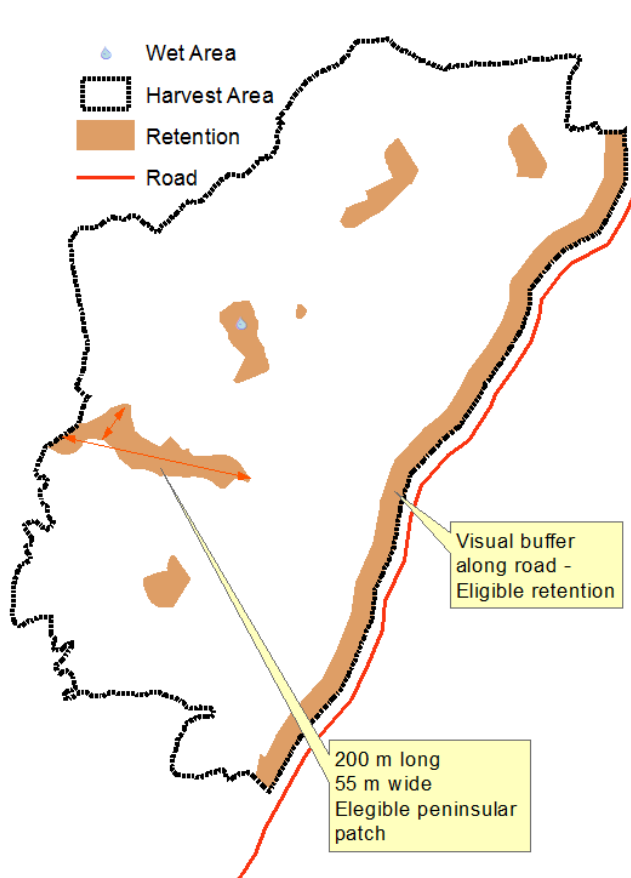 Wet Area
Harvest Area
Retention
Road
Visual buffer
along road -
Eligible retention
200 m long
55 m wide
Elegible peninsular
patch